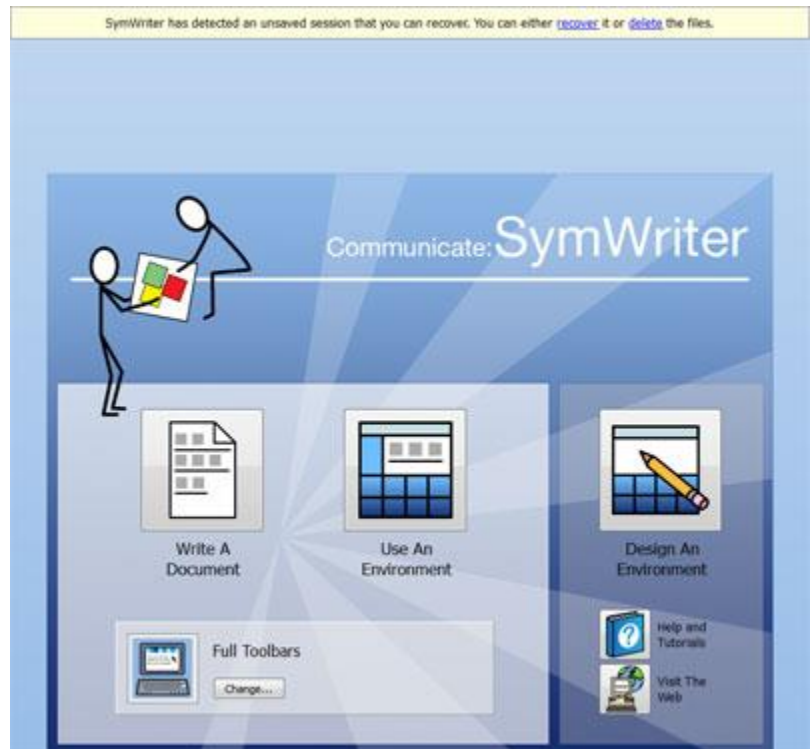 SymWriter has detected an unsaved session that you can recover. You can either recover it or delete the files.
Communicate: SymWriter
Write A
Document
Use An
Environment
Design An
Environment
Full Toolbars
Change...
Help and
Tutorials
Visit The
Web